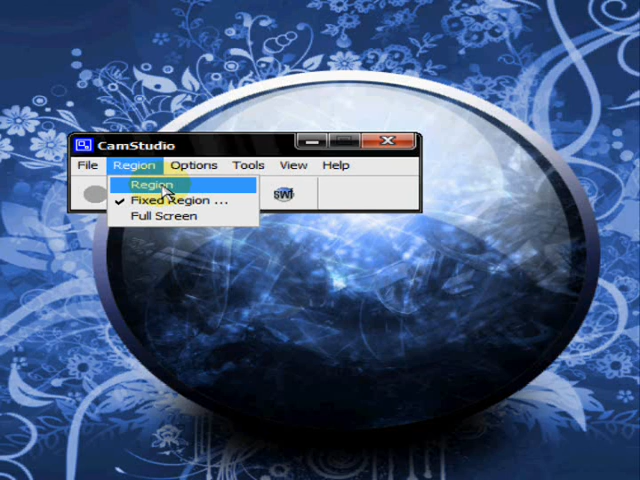 CamStudio
File Region Options Tools View Help
Region
Fixed Region ...
Full Screen
SWF